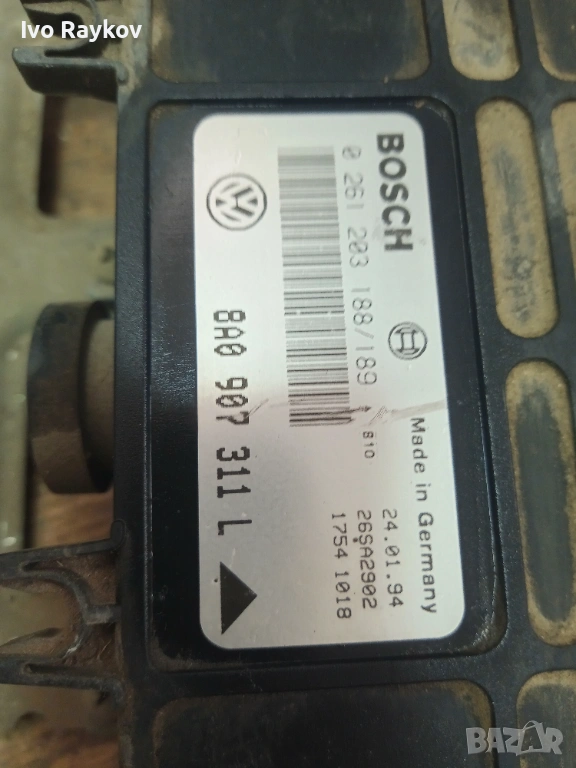 Ivo Raykov
BOSCH
0 261 203 188/189
810
Made in Germany
24.01.94
26SA2902
1754 1018
8A0 907 311 L
BAZAR